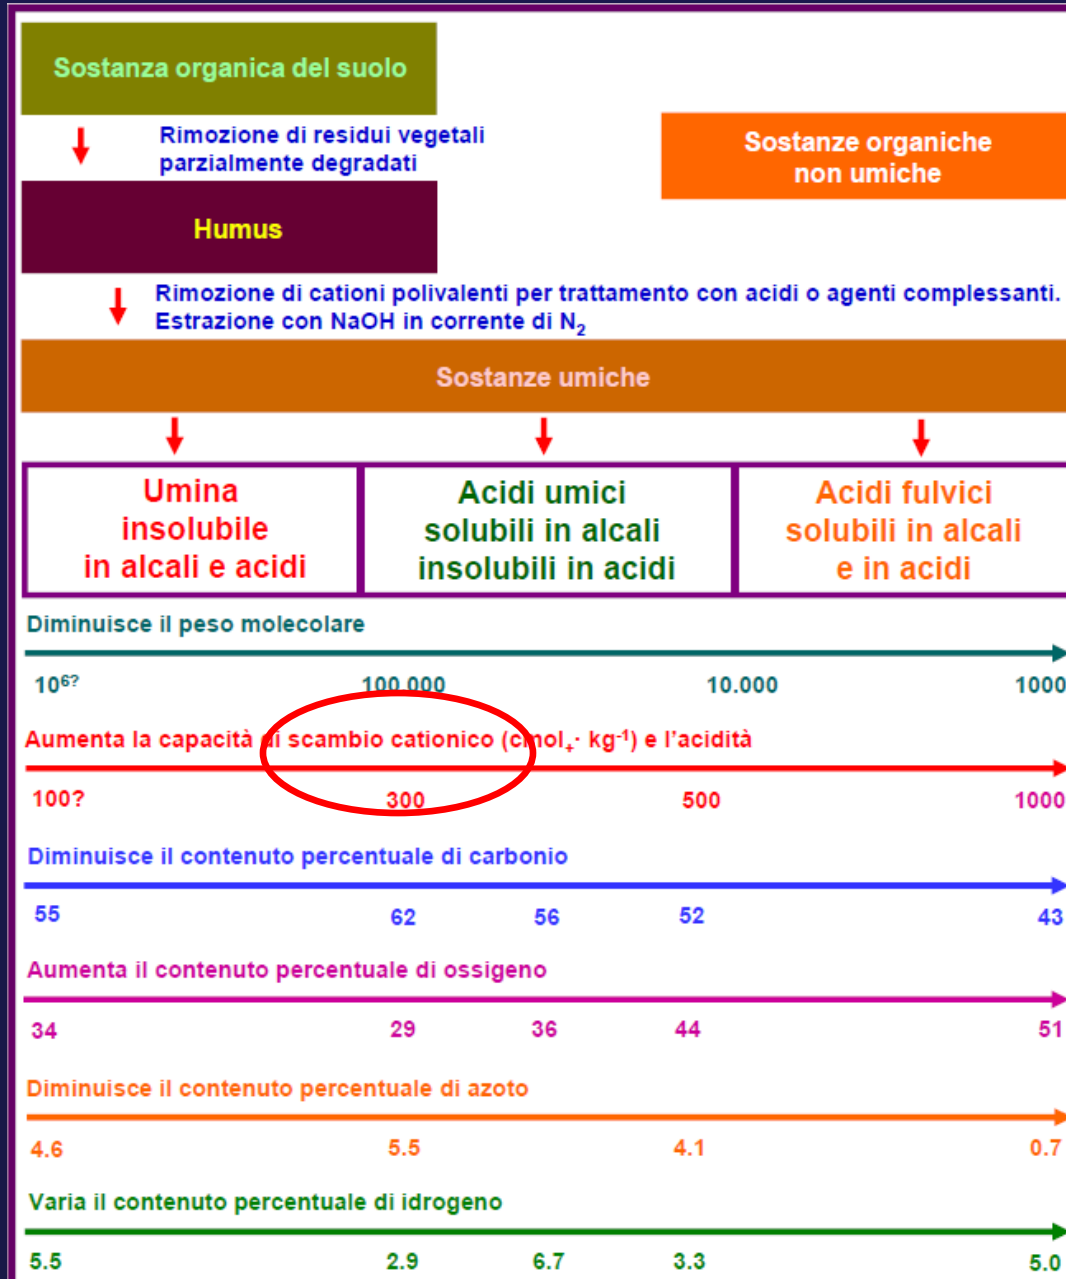 Sostanza organica del suolo
Rimozione di residui vegetali
parzialmente degradati
Sostanze organiche
non umiche
Humus
Rimozione di cationi polivalenti per trattamento con acidi o agenti complessanti.
Estrazione con NaOH in corrente di N₂
Sostanze umiche
Umina
insolubile
in alcali e acidi
Acidi umici
solubili in alcali
insolubili in acidi
Acidi fulvici
solubili in alcali
e in acidi
Diminuisce il peso molecolare
10⁶? 100.000 10.000 1000
Aumenta la capacità di scambio cationico (cmol₊· kg⁻¹) e l'acidità
100? 300 500 1000
Diminuisce il contenuto percentuale di carbonio
55 62 56 52 43
Aumenta il contenuto percentuale di ossigeno
34 29 36 44 51
Diminuisce il contenuto percentuale di azoto
4.6 5.5 4.1 0.7
Varia il contenuto percentuale di idrogeno
5.5 2.9 6.7 3.3 5.0